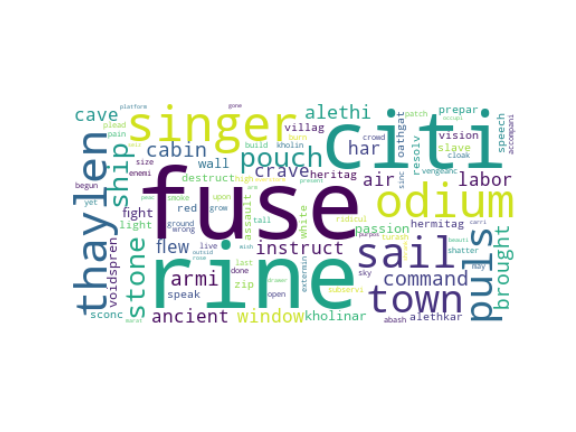 platform
gone
cave
plead
pain
singer
alethi
prepar
citi
speech
accompani
crowd
villag
build
kholin
burn
oathgat
patch
vision
occupi
thaylen
ship
cabin
wall
pouch
har
resolv
slave
cloak
sinc
vengeanc
size
enemi
destruct
high
crave
heritag
air
labor
begun
yet
fight
light
red
smoke
upon
fuse
tall
assault
white
passion
odium
hermitag
ridicul
carri
voidspren
stone
flew
ground
wrong
live
instruct
sail
puls
brought
beauti
shatter
may
armi
rine
last
done
extermin
sky
command
town
speak
zip
open
subservi
sconc
ancient
window
kholinar
abash
alethkar